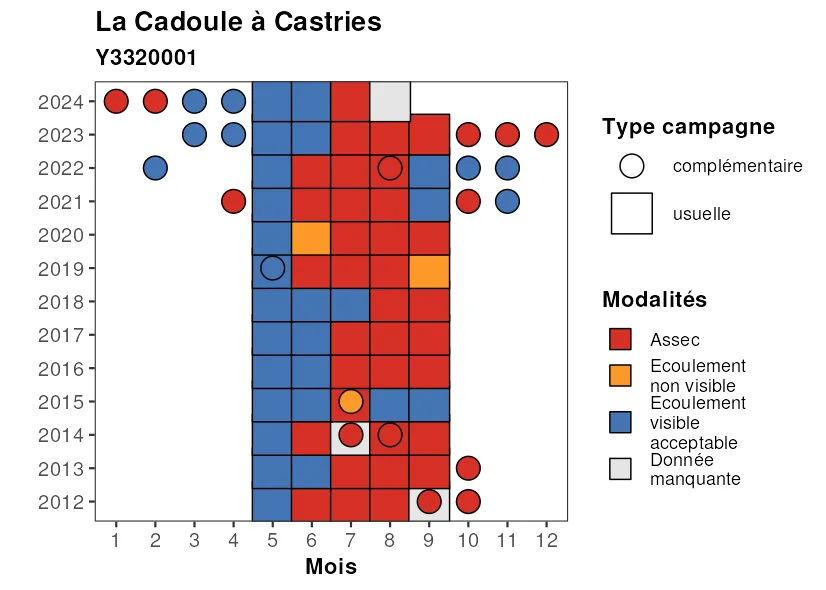 La Cadoule à Castries
Y3320001
2024
2023
2022
2021
2020
2019
2018
2017
2016
2015
2014
2013
2012
1 2 3 4 5 6 7 8 9 10 11 12
Mois
Type campagne
complémentaire
usuelle
Modalités
Assec
Ecoulement
non visible
Ecoulement
visible
acceptable
Donnée
manquante